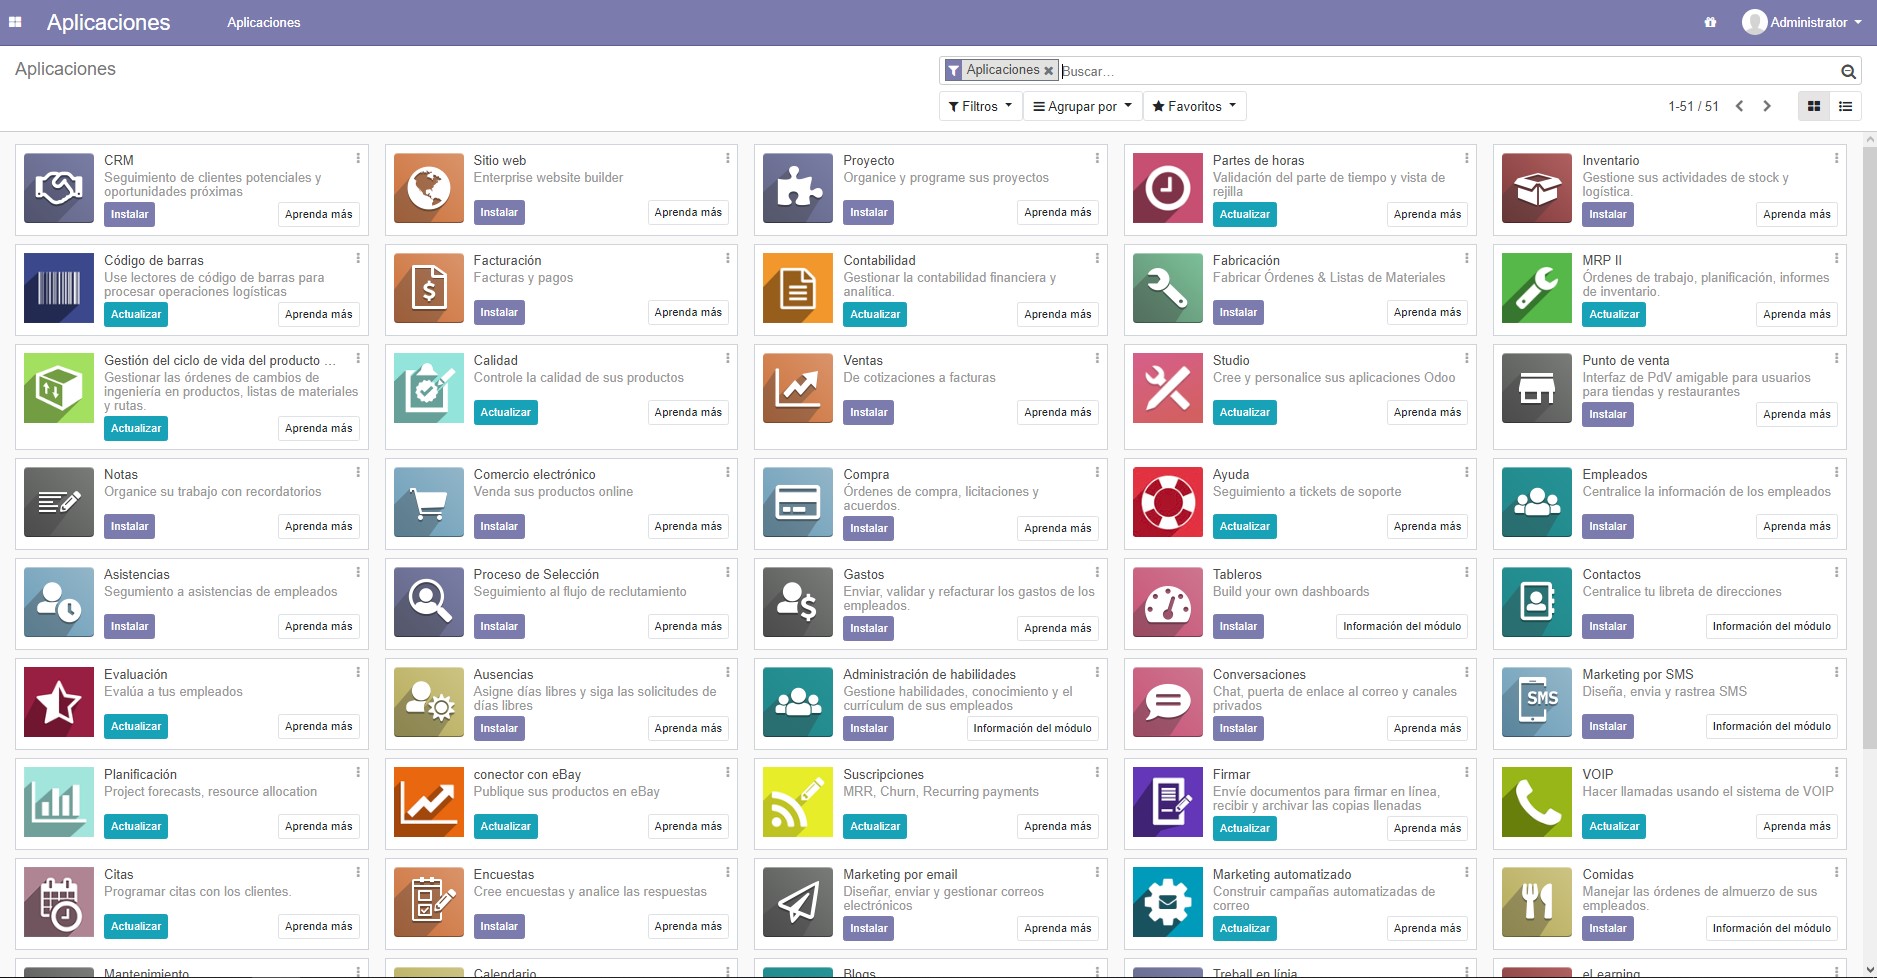 Aplicaciones
Aplicaciones
Administrator
Aplicaciones
Aplicaciones
Buscar...
Filtros
Agrupar por
Favoritos
1-51 / 51
CRM
Seguimiento de clientes potenciales y
oportunidades próximas
Instalar
Aprenda más
Sitio web
Enterprise website builder
Instalar
Aprenda más
Proyecto
Organice y programe sus proyectos
Instalar
Aprenda más
Partes de horas
Validación del parte de tiempo y vista de
rejilla
Actualizar
Aprenda más
Inventario
Gestione sus actividades de stock y
logística.
Instalar
Aprenda más
Código de barras
Use lectores de código de barras para
procesar operaciones logísticas
Actualizar
Aprenda más
Facturación
Facturas y pagos
Instalar
Aprenda más
Contabilidad
Gestionar la contabilidad financiera y
analítica.
Actualizar
Aprenda más
Fabricación
Fabricar Órdenes & Listas de Materiales
Instalar
Aprenda más
MRP II
Órdenes de trabajo, planificación, informes
de inventario.
Actualizar
Aprenda más
Gestión del ciclo de vida del producto ...
Gestionar las órdenes de cambios de
ingeniería en productos, listas de materiales
y rutas.
Actualizar
Aprenda más
Calidad
Controle la calidad de sus productos
Actualizar
Aprenda más
Ventas
De cotizaciones a facturas
Instalar
Aprenda más
Studio
Cree y personalice sus aplicaciones Odoo
Actualizar
Aprenda más
Punto de venta
Interfaz de PdV amigable para usuarios
para tiendas y restaurantes
Instalar
Aprenda más
Notas
Organice su trabajo con recordatorios
Instalar
Aprenda más
Comercio electrónico
Venda sus productos online
Instalar
Aprenda más
Compra
Órdenes de compra, licitaciones y
acuerdos.
Instalar
Aprenda más
Ayuda
Seguimiento a tickets de soporte
Actualizar
Aprenda más
Empleados
Centralice la información de los empleados
Instalar
Aprenda más
Asistencias
Segumiento a asistencias de empleados
Instalar
Aprenda más
Proceso de Selección
Seguimiento al flujo de reclutamiento
Instalar
Aprenda más
Gastos
Enviar, validar y refacturar los gastos de los
empleados.
Instalar
Aprenda más
Tableros
Build your own dashboards
Instalar
Información del módulo
Contactos
Centralice tu libreta de direcciones
Instalar
Información del módulo
Evaluación
Evalúa a tus empleados
Actualizar
Aprenda más
Ausencias
Asigne días libres y siga las solicitudes de
días libres
Instalar
Aprenda más
Administración de habilidades
Gestione habilidades, conocimiento y el
currículum de sus empleados
Instalar
Información del módulo
Conversaciones
Chat, puerta de enlace al correo y canales
privados
Instalar
Aprenda más
SMS
Marketing por SMS
Diseña, envia y rastrea SMS
Instalar
Información del módulo
Planificación
Project forecasts, resource allocation
Actualizar
Aprenda más
conector con eBay
Publique sus productos en eBay
Actualizar
Aprenda más
Suscripciones
MRR, Churn, Recurring payments
Actualizar
Aprenda más
Firmar
Envíe documentos para firmar en línea,
recibir y archivar las copias llenadas
Actualizar
Aprenda más
VOIP
Hacer llamadas usando el sistema de VOIP
Actualizar
Aprenda más
Citas
Programar citas con los clientes.
Actualizar
Aprenda más
Encuestas
Cree encuestas y analice las respuestas
Instalar
Aprenda más
Marketing por email
Diseñar, enviar y gestionar correos
electrónicos
Instalar
Aprenda más
Marketing automatizado
Construir campañas automatizadas de
correo
Actualizar
Aprenda más
Comidas
Manejar las órdenes de almuerzo de sus
empleados.
Instalar
Información del módulo
Mantenimiento
Calendario
Blogs
Treball en línia
eLearning